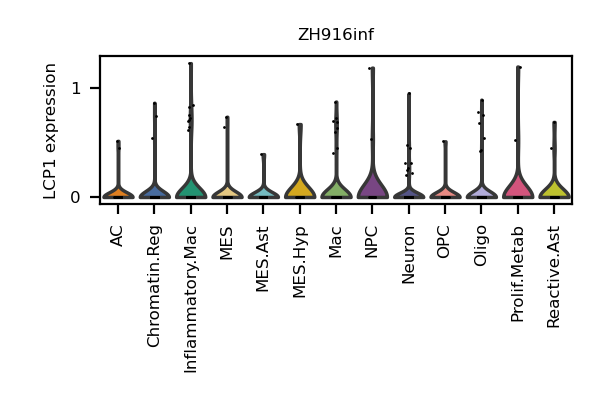 ZH916inf
LCP1 expression
1
0
AC
Chromatin.Reg
Inflammatory.Mac
MES
MES.Ast
MES.Hyp
Mac
NPC
Neuron
OPC
Oligo
Prolif.Metab
Reactive.Ast